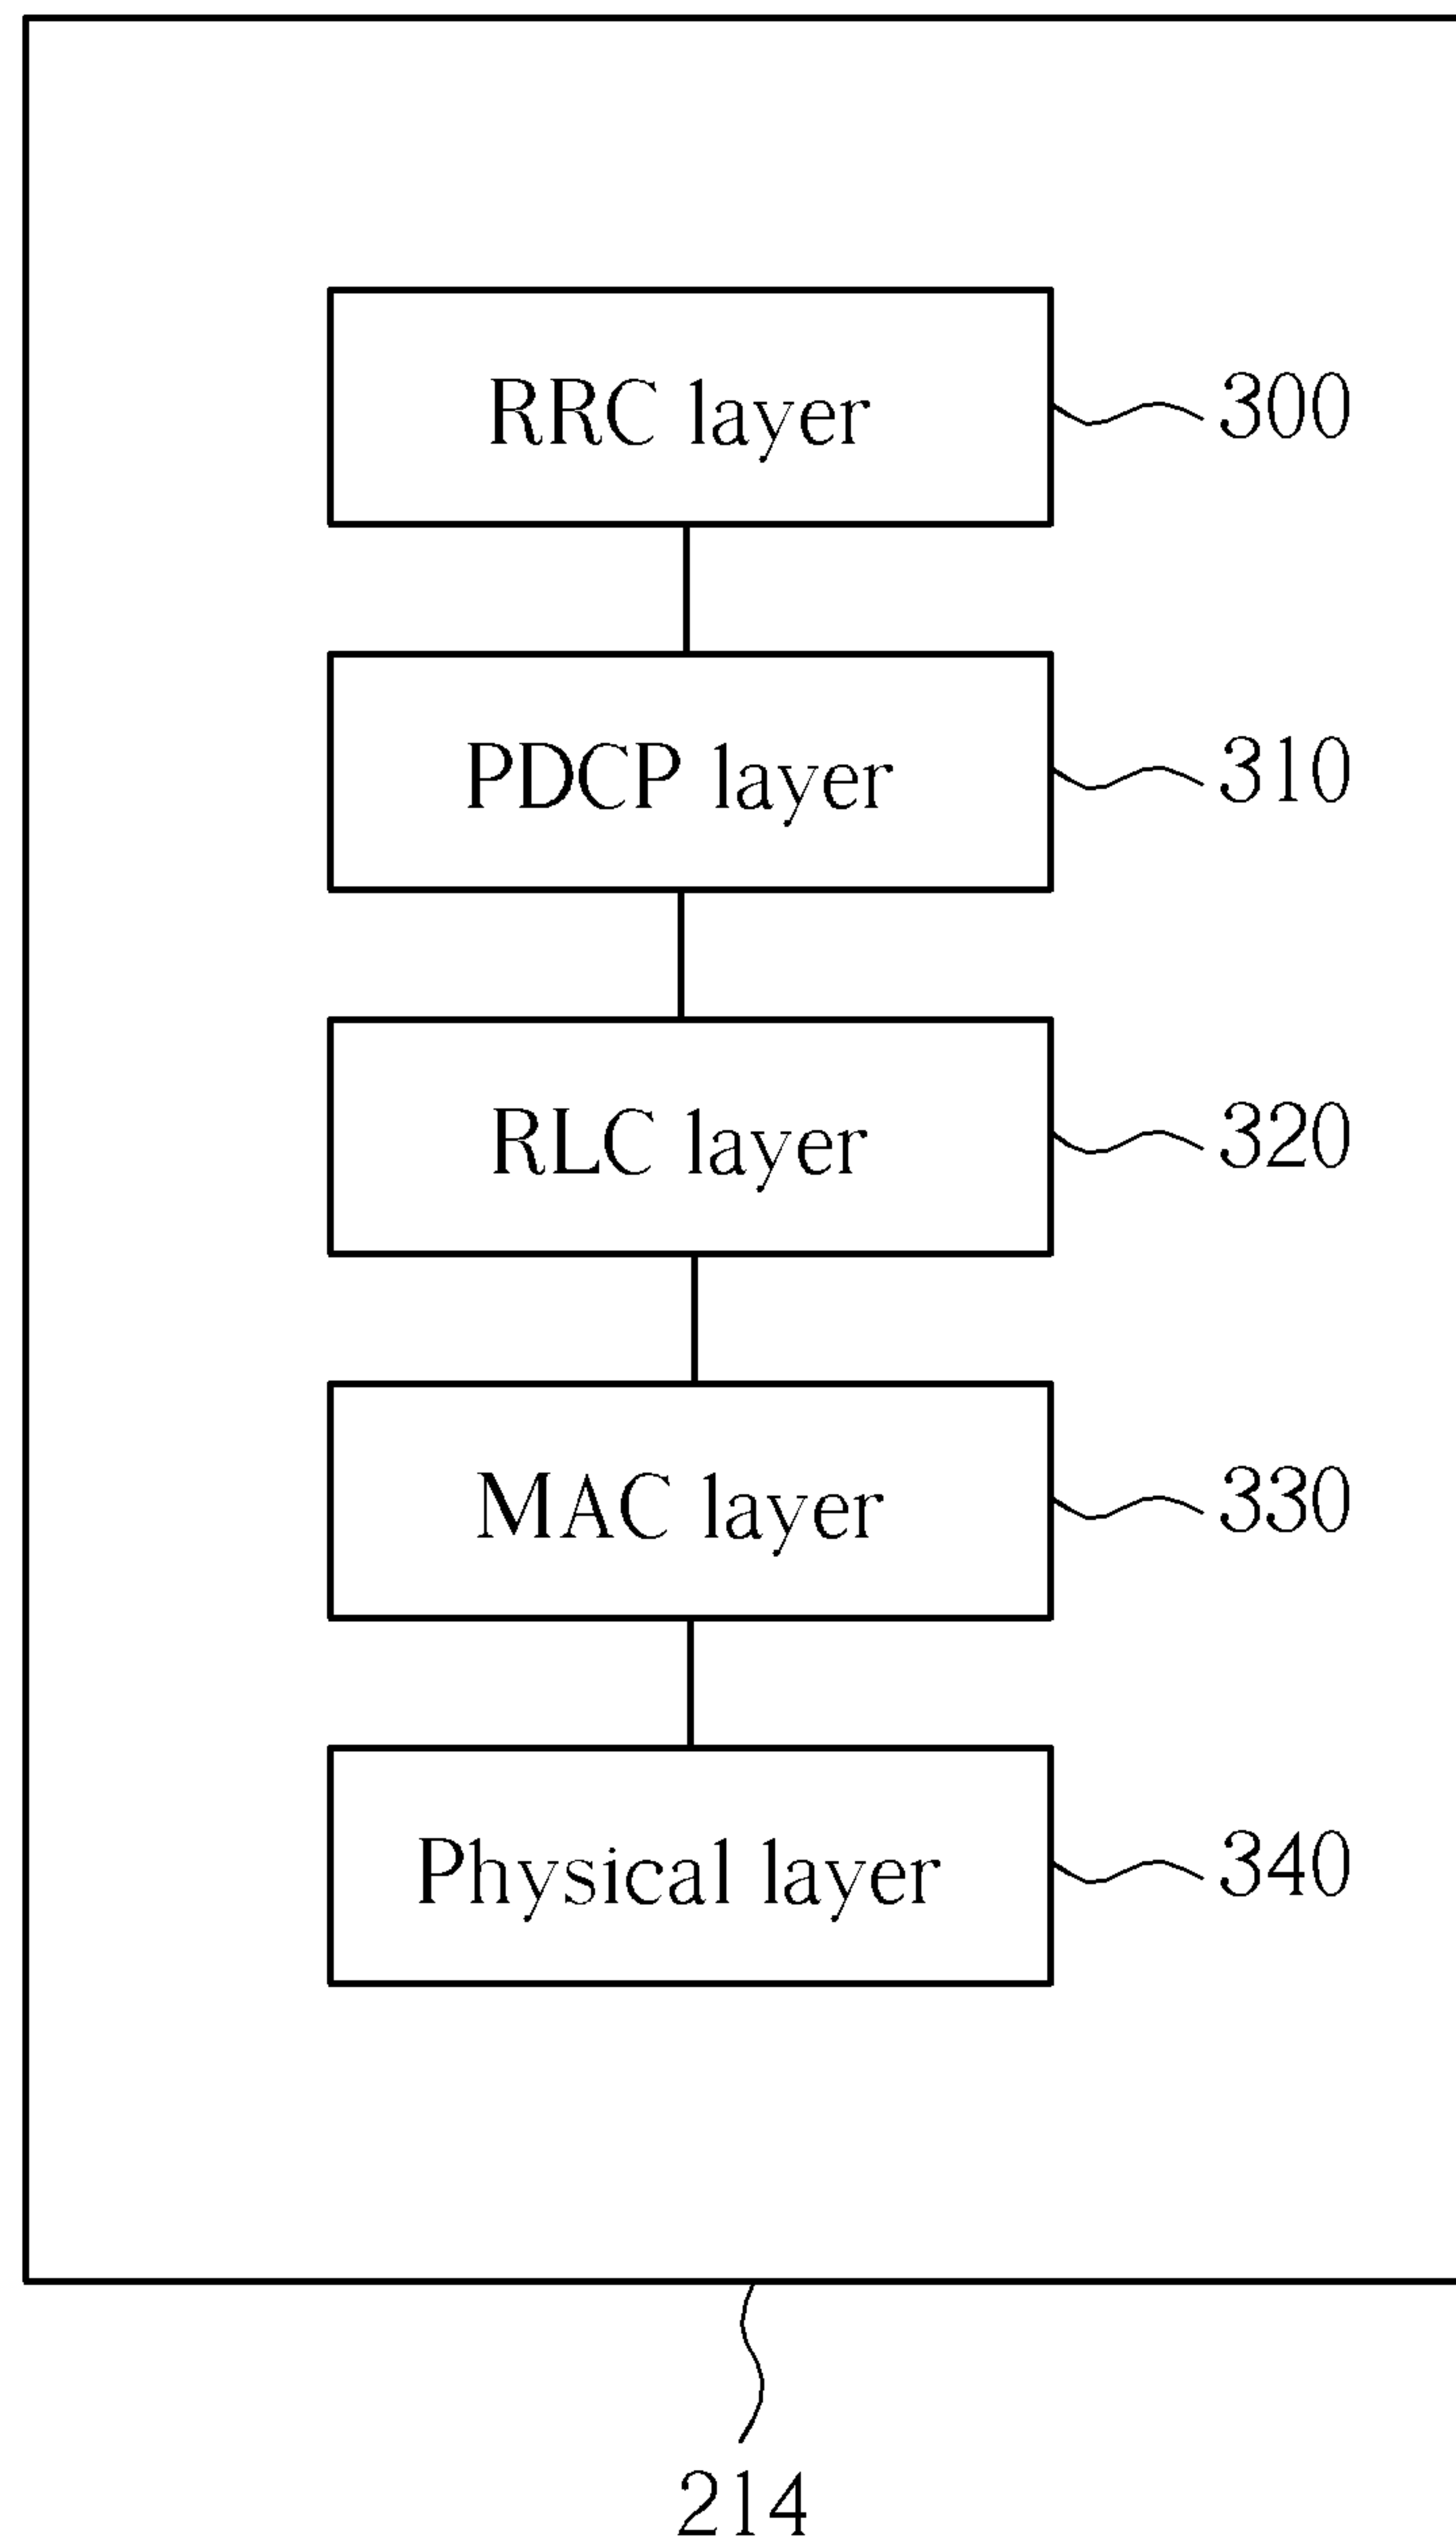 RRC layer 300
PDCP layer 310
RLC layer 320
MAC layer 330
Physical layer 340
214